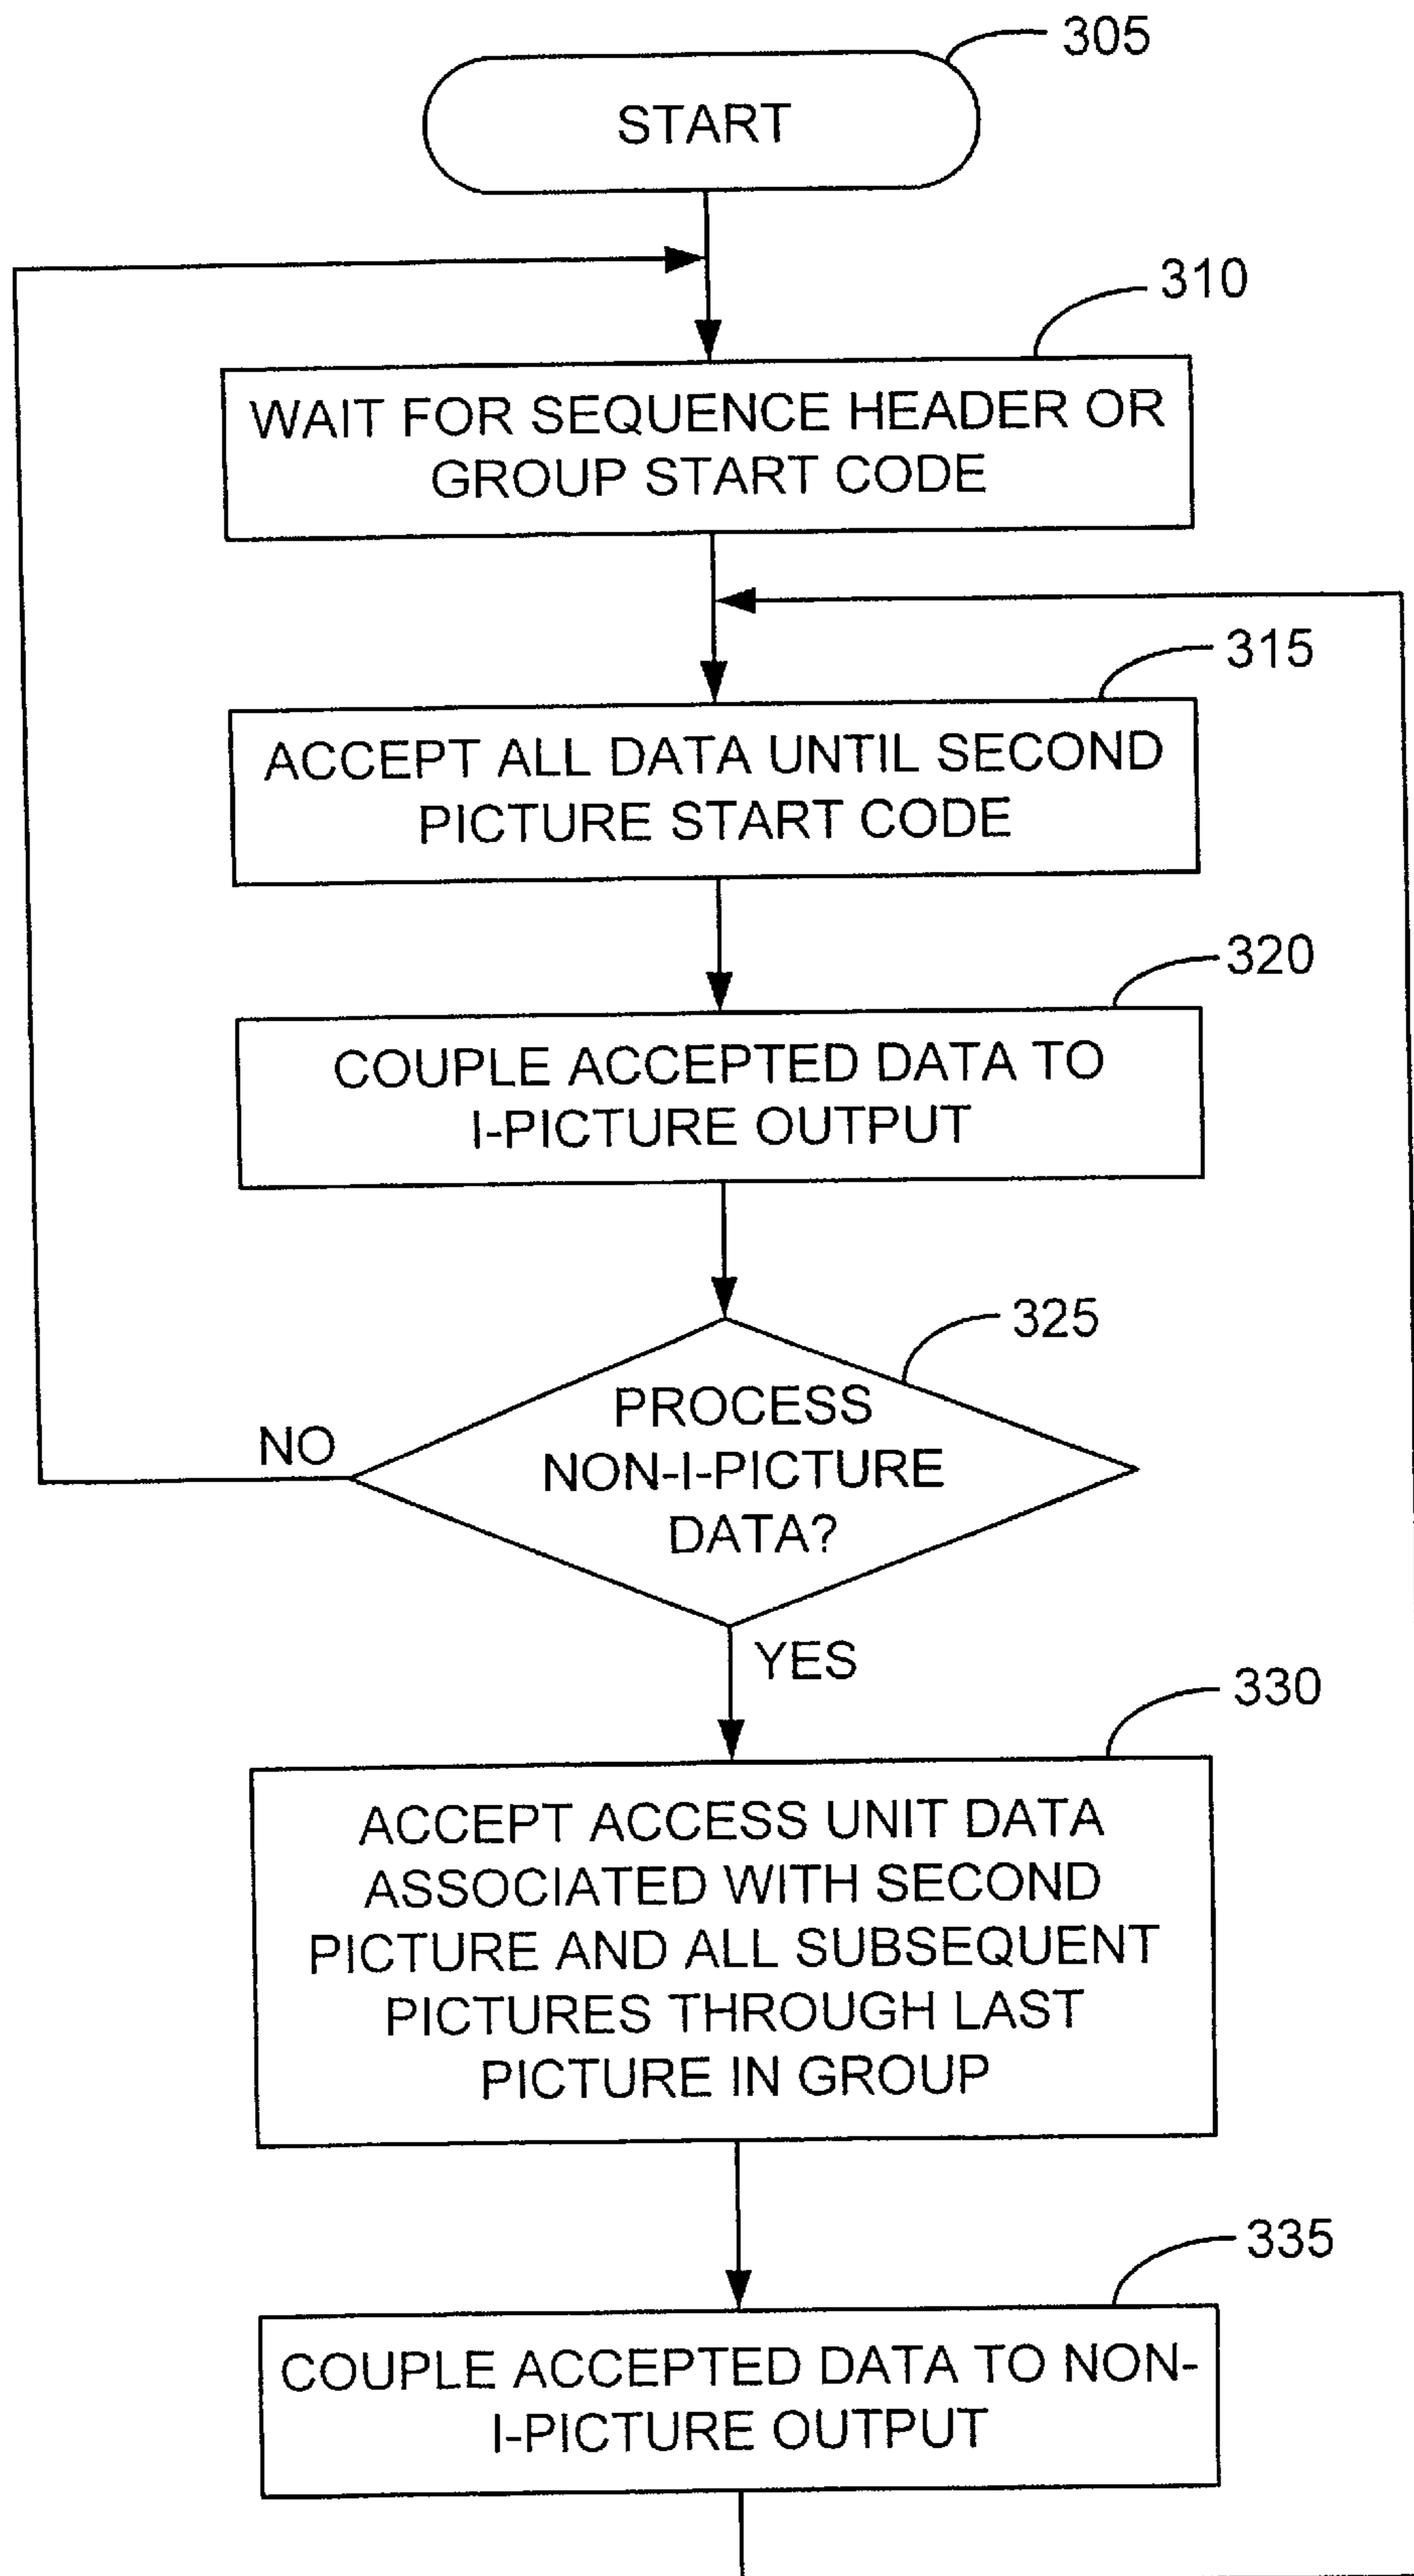 305
START
310
WAIT FOR SEQUENCE HEADER OR
GROUP START CODE
315
ACCEPT ALL DATA UNTIL SECOND
PICTURE START CODE
320
COUPLE ACCEPTED DATA TO
I-PICTURE OUTPUT
325
PROCESS
NON-I-PICTURE
DATA?
NO
YES
330
ACCEPT ACCESS UNIT DATA
ASSOCIATED WITH SECOND
PICTURE AND ALL SUBSEQUENT
PICTURES THROUGH LAST
PICTURE IN GROUP
335
COUPLE ACCEPTED DATA TO NON-
I-PICTURE OUTPUT